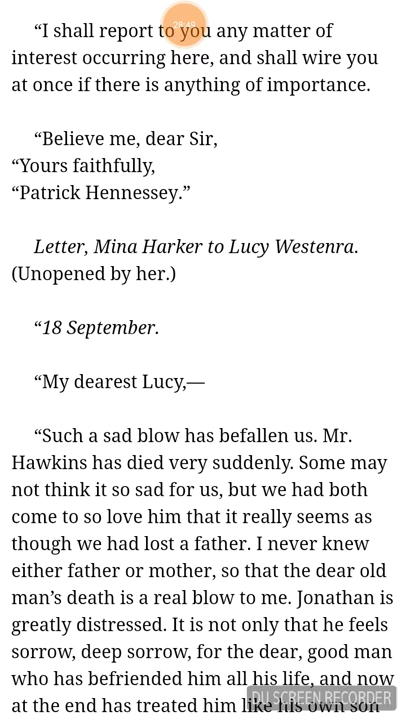 “I shall report to you any matter of
interest occurring here, and shall wire you
at once if there is anything of importance.
“Believe me, dear Sir,
“Yours faithfully,
“Patrick Hennessey.”
Letter, Mina Harker to Lucy Westenra.
(Unopened by her.)
“18 September.
“My dearest Lucy,—
“Such a sad blow has befallen us. Mr.
Hawkins has died very suddenly. Some may
not think it so sad for us, but we had both
come to so love him that it really seems as
though we had lost a father. I never knew
either father or mother, so that the dear old
man’s death is a real blow to me. Jonathan is
greatly distressed. It is not only that he feels
sorrow, deep sorrow, for the dear, good man
who has befriended him all his life, and now
at the end has treated him like his own son
DU SCREEN RECORDER